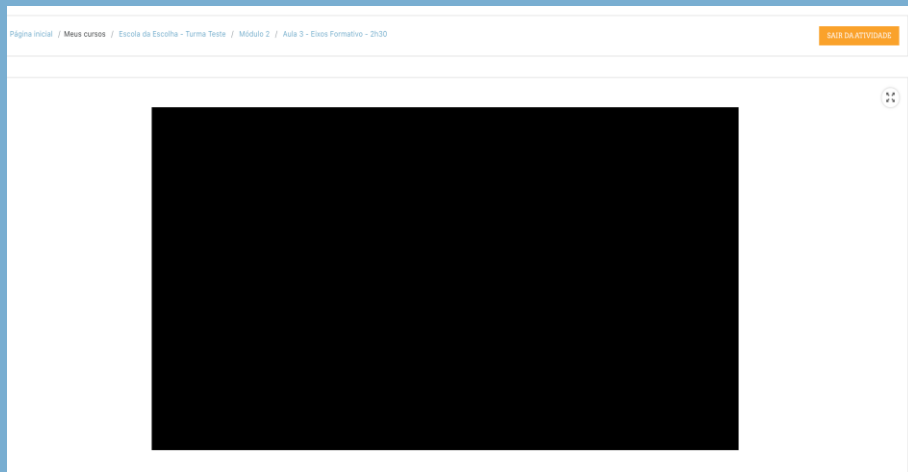 Página inicial / Meus cursos / Escola da Escolha - Turma Teste / Módulo 2 / Aula 3 - Eixos Formativo - 2h30
SAIR DA ATIVIDADE